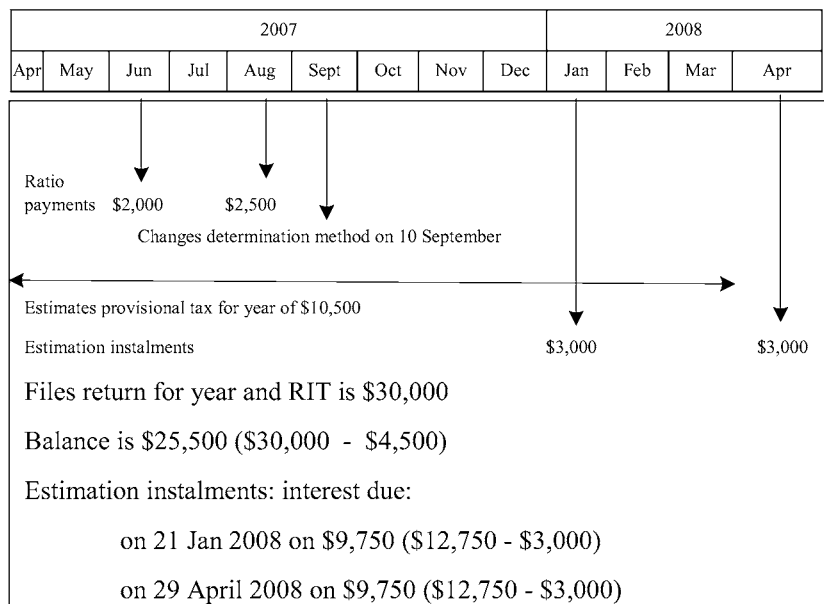 2007 2008
Apr May Jun Jul Aug Sept Oct Nov Dec Jan Feb Mar Apr
Ratio
payments $2,000 $2,500
Changes determination method on 10 September
Estimates provisional tax for year of $10,500
Estimation instalments $3,000 $3,000
Files return for year and RIT is $30,000
Balance is $25,500 ($30,000 - $4,500)
Estimation instalments: interest due:
on 21 Jan 2008 on $9,750 ($12,750 - $3,000)
on 29 April 2008 on $9,750 ($12,750 - $3,000)